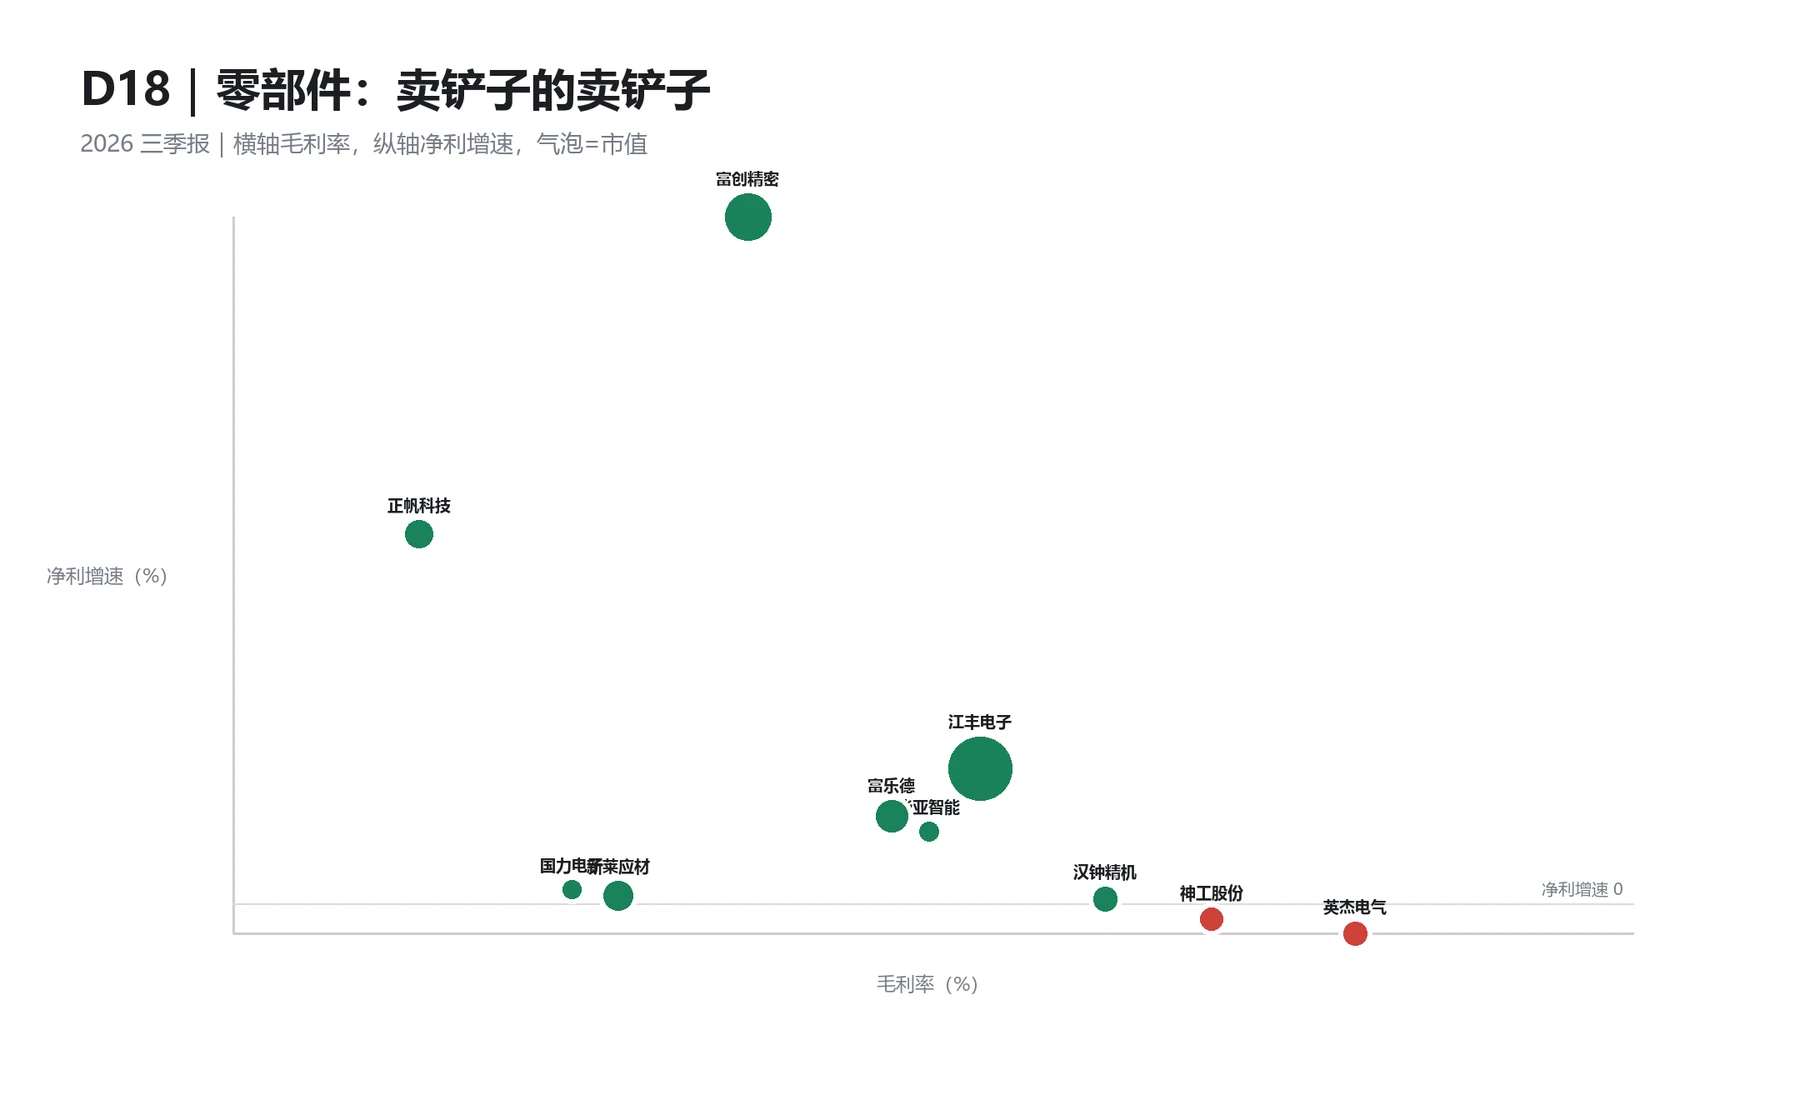 D18｜零部件：卖铲子的卖铲子
2026 三季报｜横轴毛利率，纵轴净利增速，气泡=市值
富创精密
正帆科技
净利增速（%）
江丰电子
富乐德
亚智能
国力电
新莱应材
汉钟精机
神工股份
净利增速 0
英杰电气
毛利率（%）